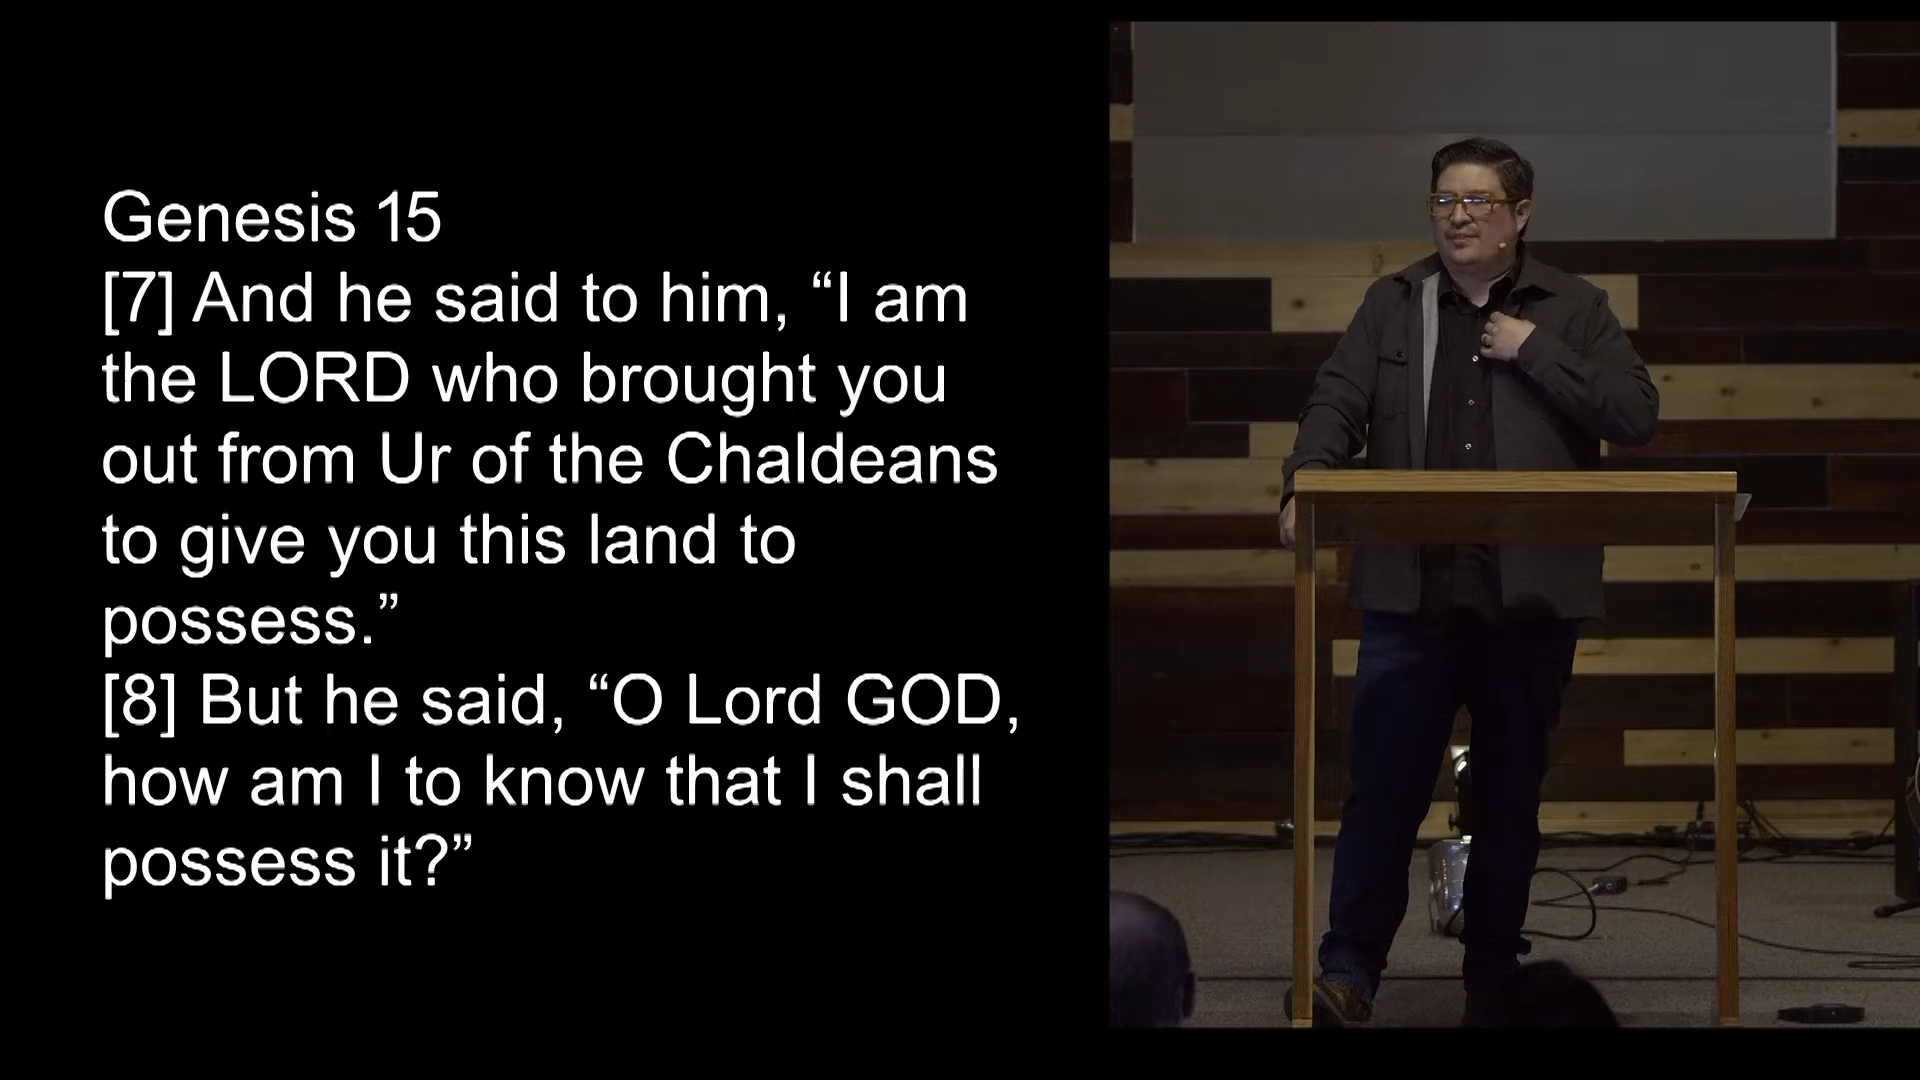 Genesis 15
[7] And he said to him, “I am
the LORD who brought you
out from Ur of the Chaldeans
to give you this land to
possess.”
[8] But he said, “O Lord GOD,
how am I to know that I shall
possess it?”